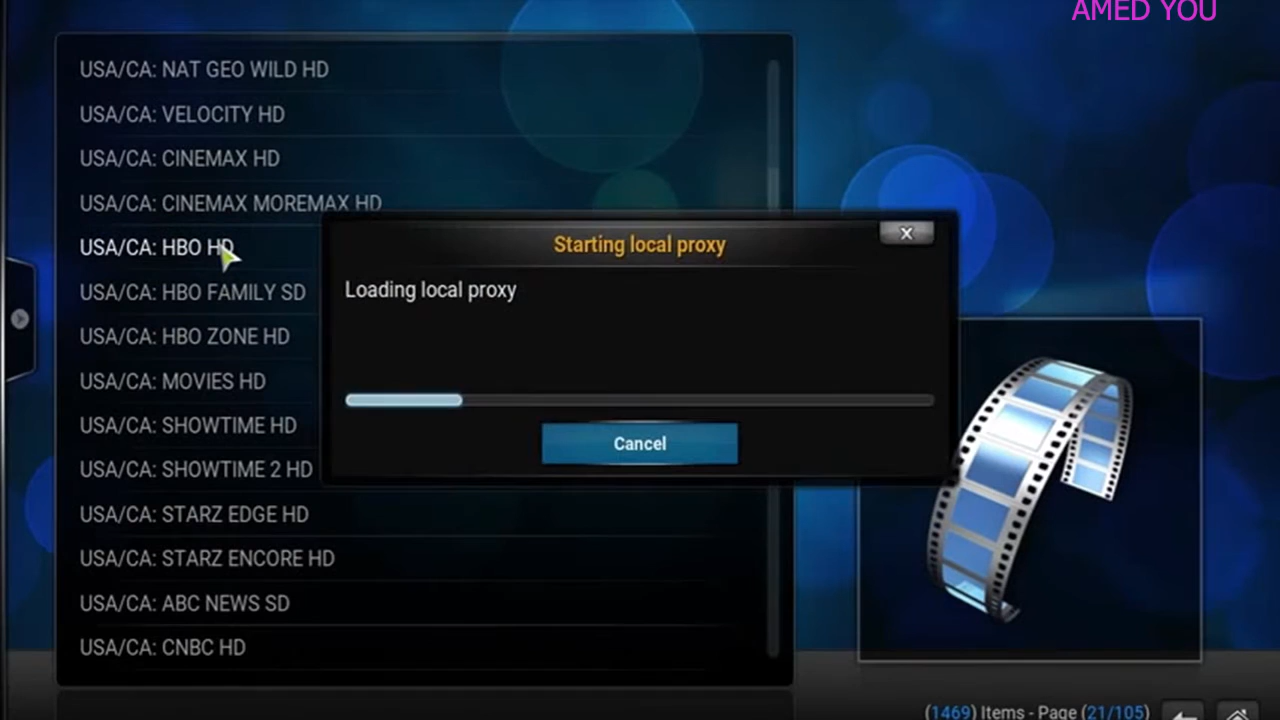 AMED YOU
USA/CA: NAT GEO WILD HD
USA/CA: VELOCITY HD
USA/CA: CINEMAX HD
USA/CA: CINEMAX MOREMAX HD
USA/CA: HBO HD
USA/CA: HBO FAMILY SD
USA/CA: HBO ZONE HD
USA/CA: MOVIES HD
USA/CA: SHOWTIME HD
USA/CA: SHOWTIME 2 HD
USA/CA: STARZ EDGE HD
USA/CA: STARZ ENCORE HD
USA/CA: ABC NEWS SD
USA/CA: CNBC HD
Starting local proxy
Loading local proxy
Cancel
(1469) Items - Page (21/105)